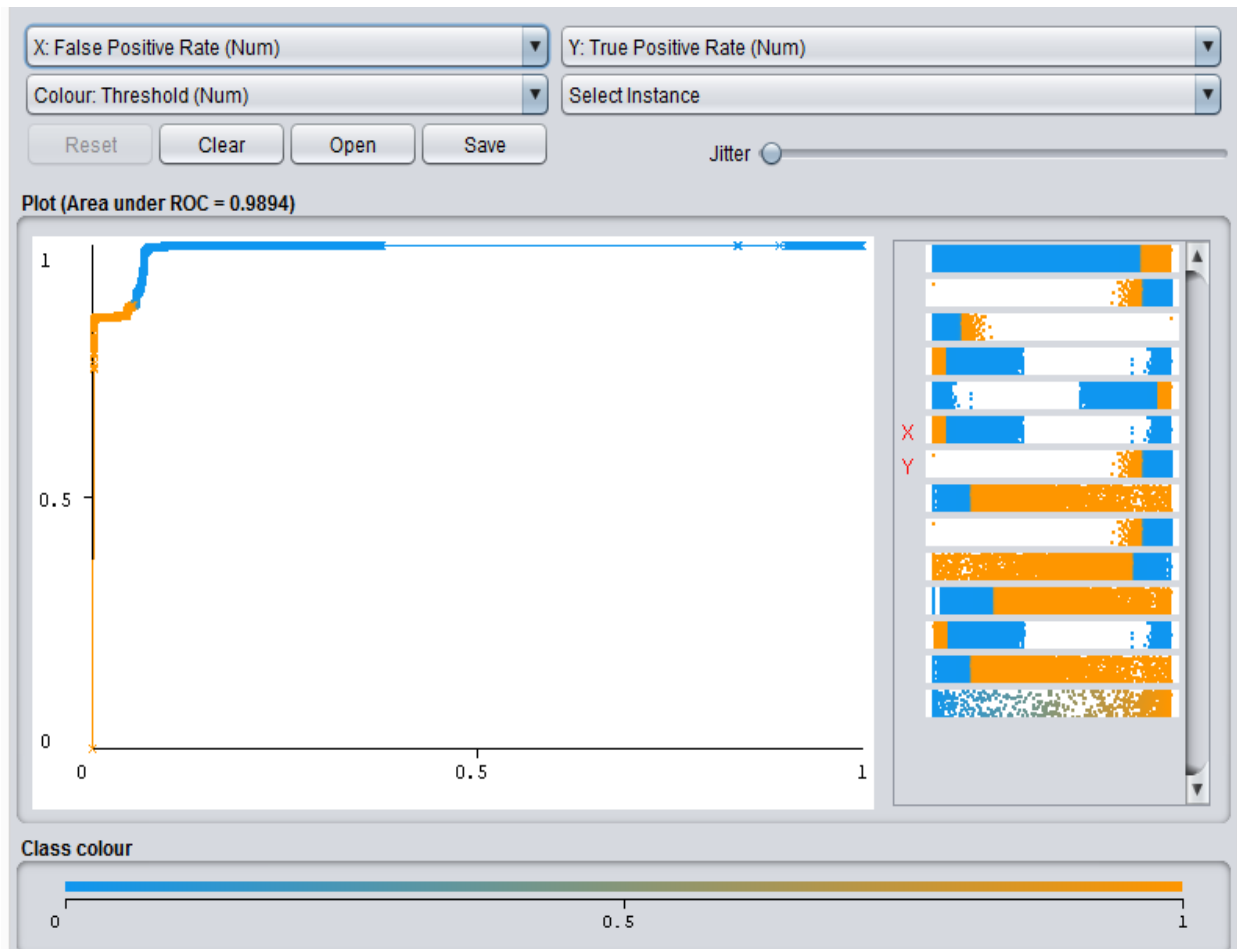 X: False Positive Rate (Num) Y: True Positive Rate (Num)
Colour: Threshold (Num) Select Instance
Reset Clear Open Save Jitter
Plot (Area under ROC = 0.9894)
1
0.5
0
0 0.5 1
X
Y
Class colour
0 0.5 1